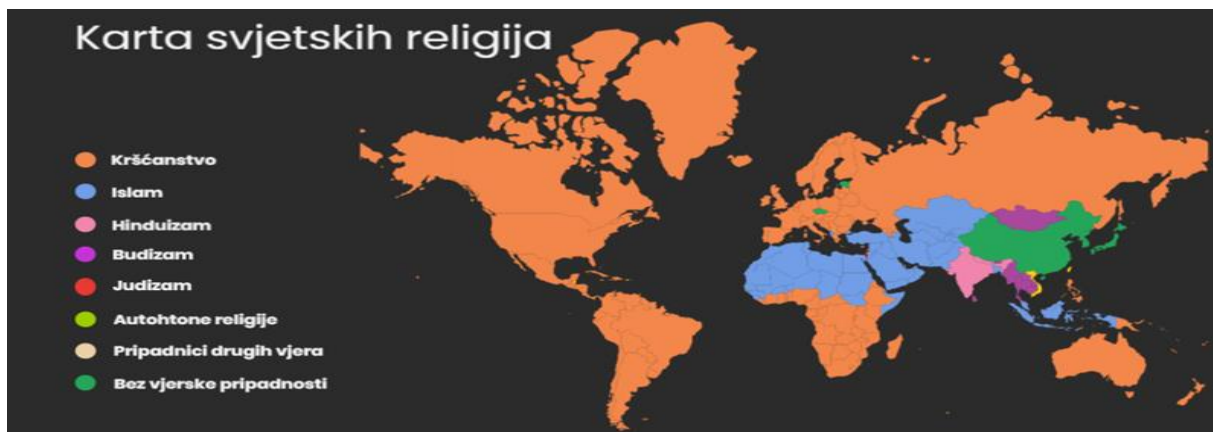 Karta svjetskih religija
Kršćanstvo
Islam
Hinduizam
Budizam
Judizam
Autohtone religije
Pripadnici drugih vjera
Bez vjerske pripadnosti